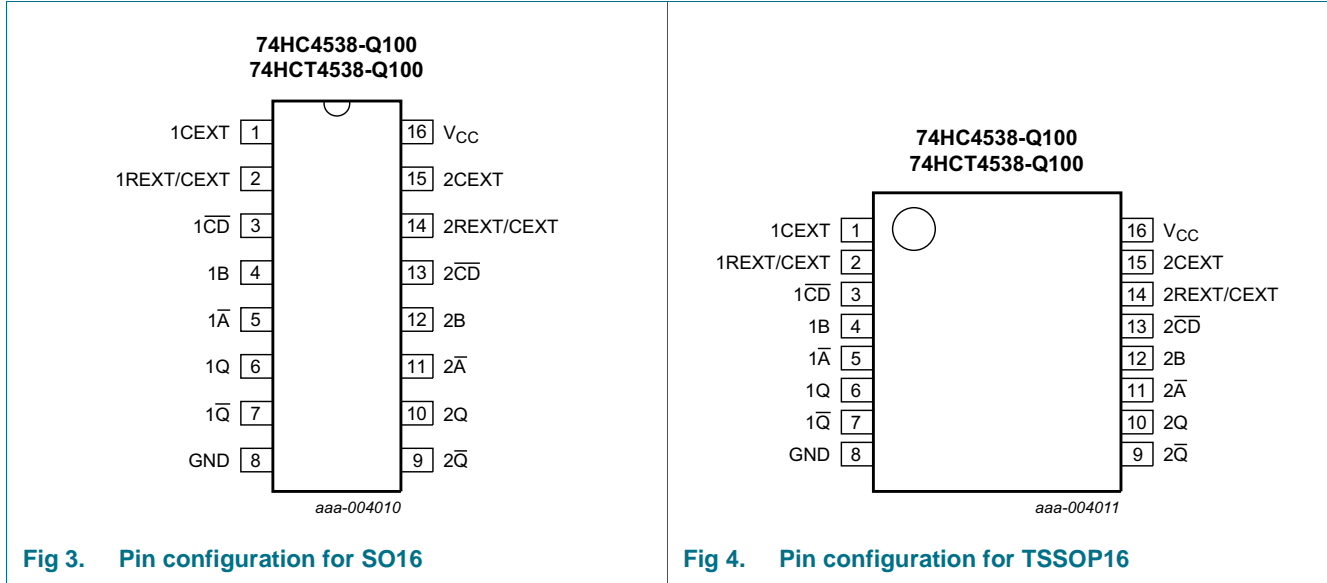 74HC4538-Q100
74HCT4538-Q100
1CEXT 1
16 VCC
1REXT/CEXT 2
15 2CEXT
1C̅D̅ 3
14 2REXT/CEXT
1B 4
13 2C̅D̅
1A̅ 5
12 2B
1Q 6
11 2A̅
1Q̅ 7
10 2Q
GND 8
9 2Q̅
aaa-004010
Fig 3. Pin configuration for SO16
74HC4538-Q100
74HCT4538-Q100
1CEXT 1
16 VCC
1REXT/CEXT 2
15 2CEXT
1C̅D̅ 3
14 2REXT/CEXT
1B 4
13 2C̅D̅
1A̅ 5
12 2B
1Q 6
11 2A̅
1Q̅ 7
10 2Q
GND 8
9 2Q̅
aaa-004011
Fig 4. Pin configuration for TSSOP16